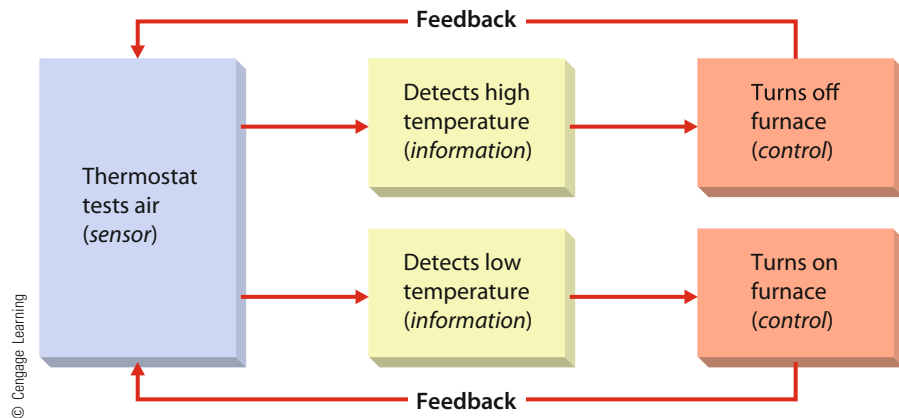 Feedback
Thermostat
tests air
(sensor)
Detects high
temperature
(information)
Turns off
furnace
(control)
Detects low
temperature
(information)
Turns on
furnace
(control)
Feedback
© Cengage Learning